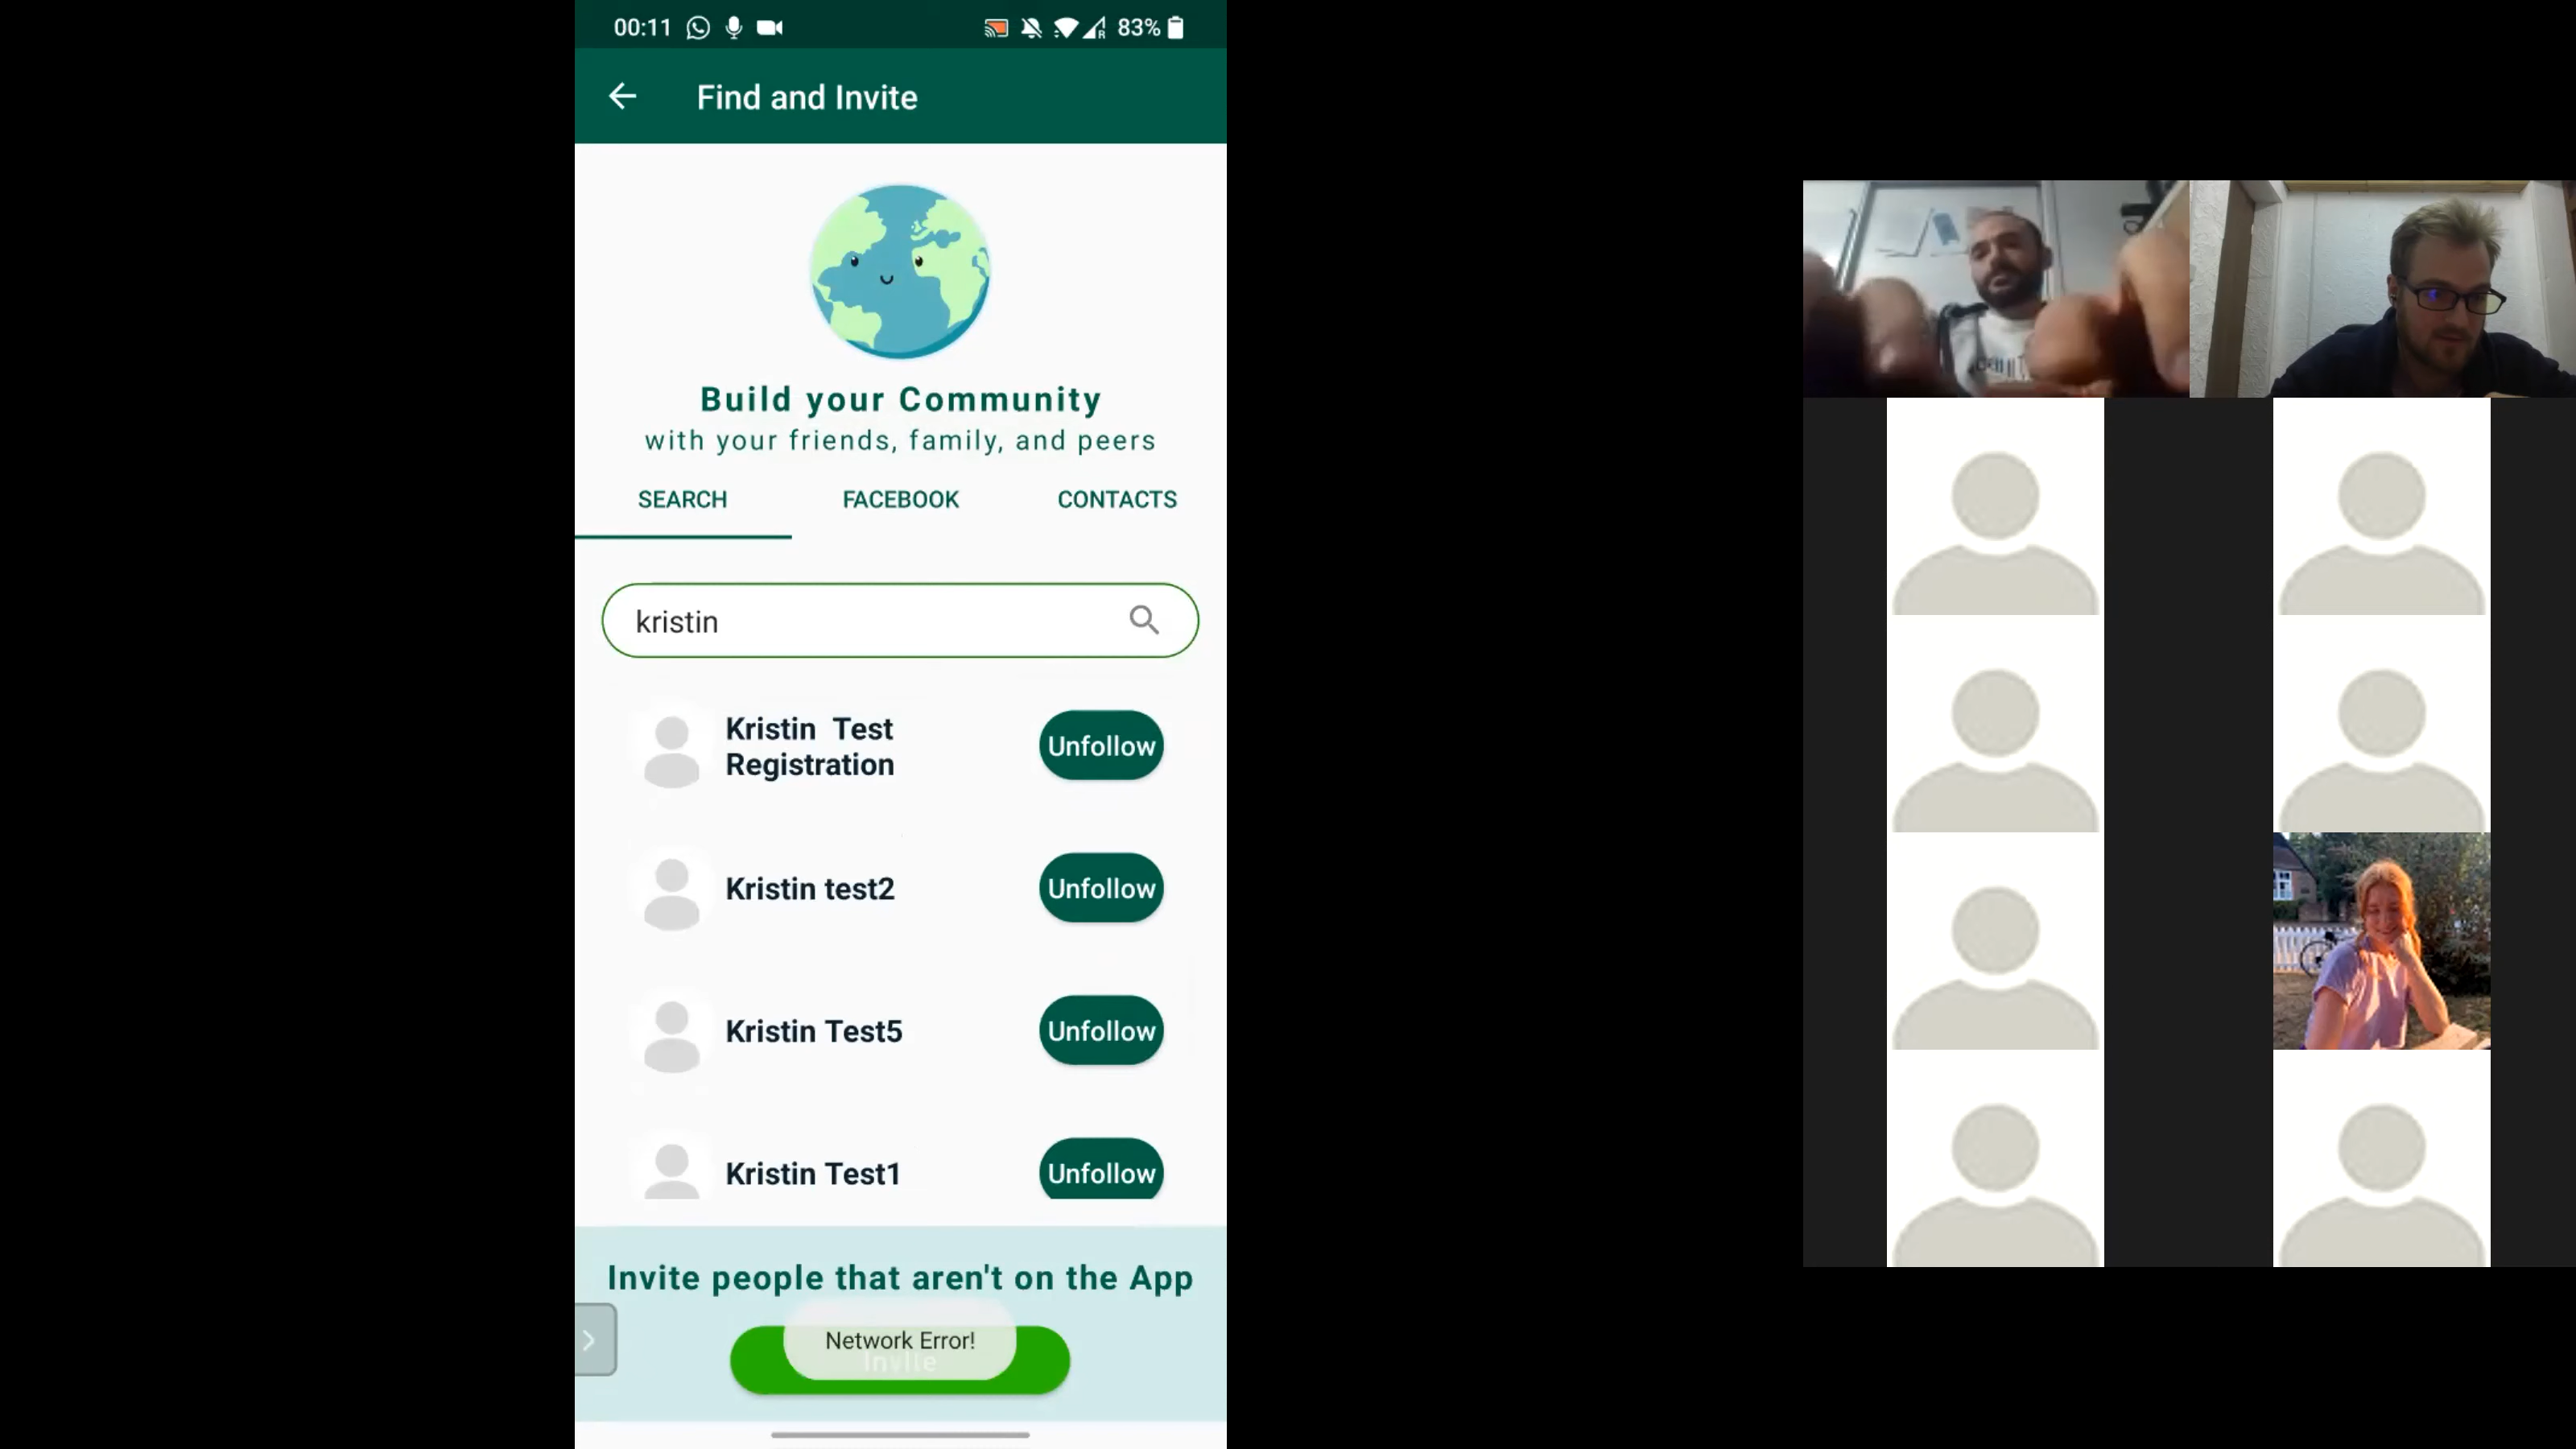 00:11 83%
Find and Invite
Build your Community
with your friends, family, and peers
SEARCH FACEBOOK CONTACTS
kristin
Kristin Test
Registration
Unfollow
Kristin test2
Unfollow
Kristin Test5
Unfollow
Kristin Test1
Unfollow
Invite people that aren't on the App
Network Error!
Invite